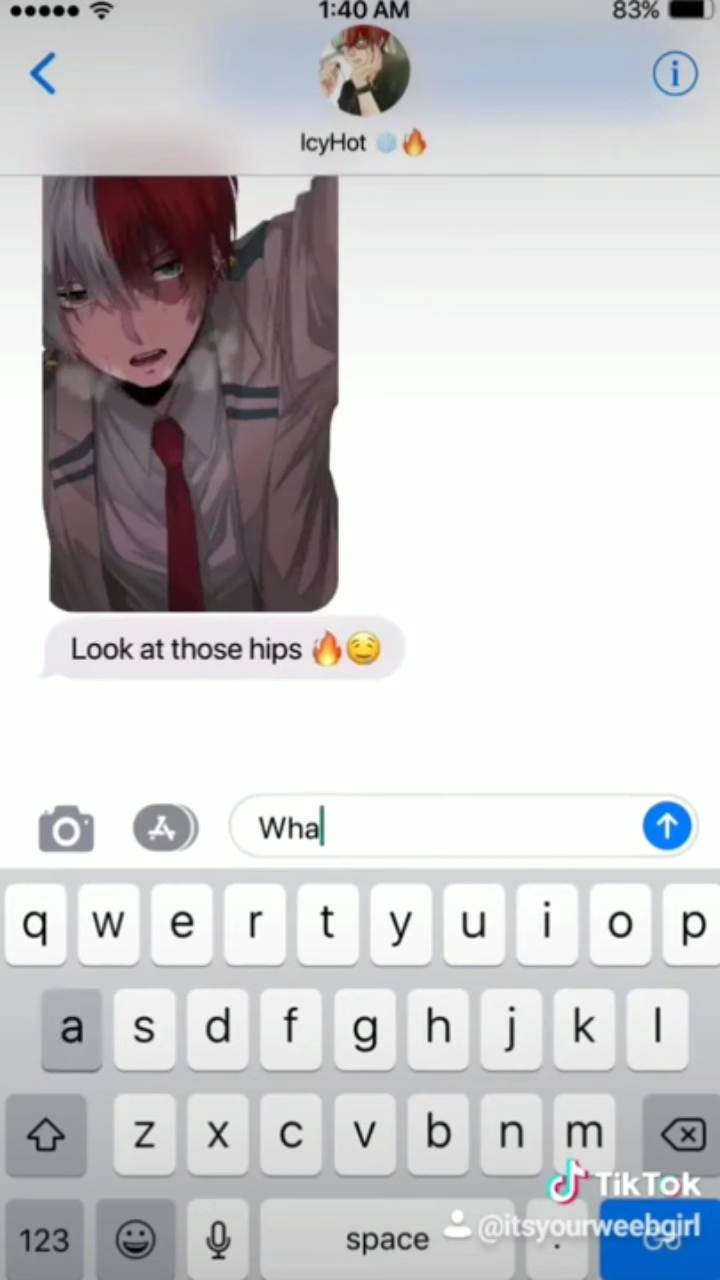 1:40 AM
83%
IcyHot ❄️🔥
Look at those hips 🔥🤤
Wha
q w e r t y u i o p
a s d f g h j k l
z x c v b n m
TikTok
123 space .
@itsyourweebgirl